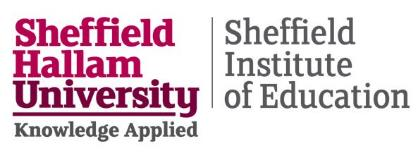 Sheffield
Hallam
University
Knowledge Applied
Sheffield
Institute
of Education